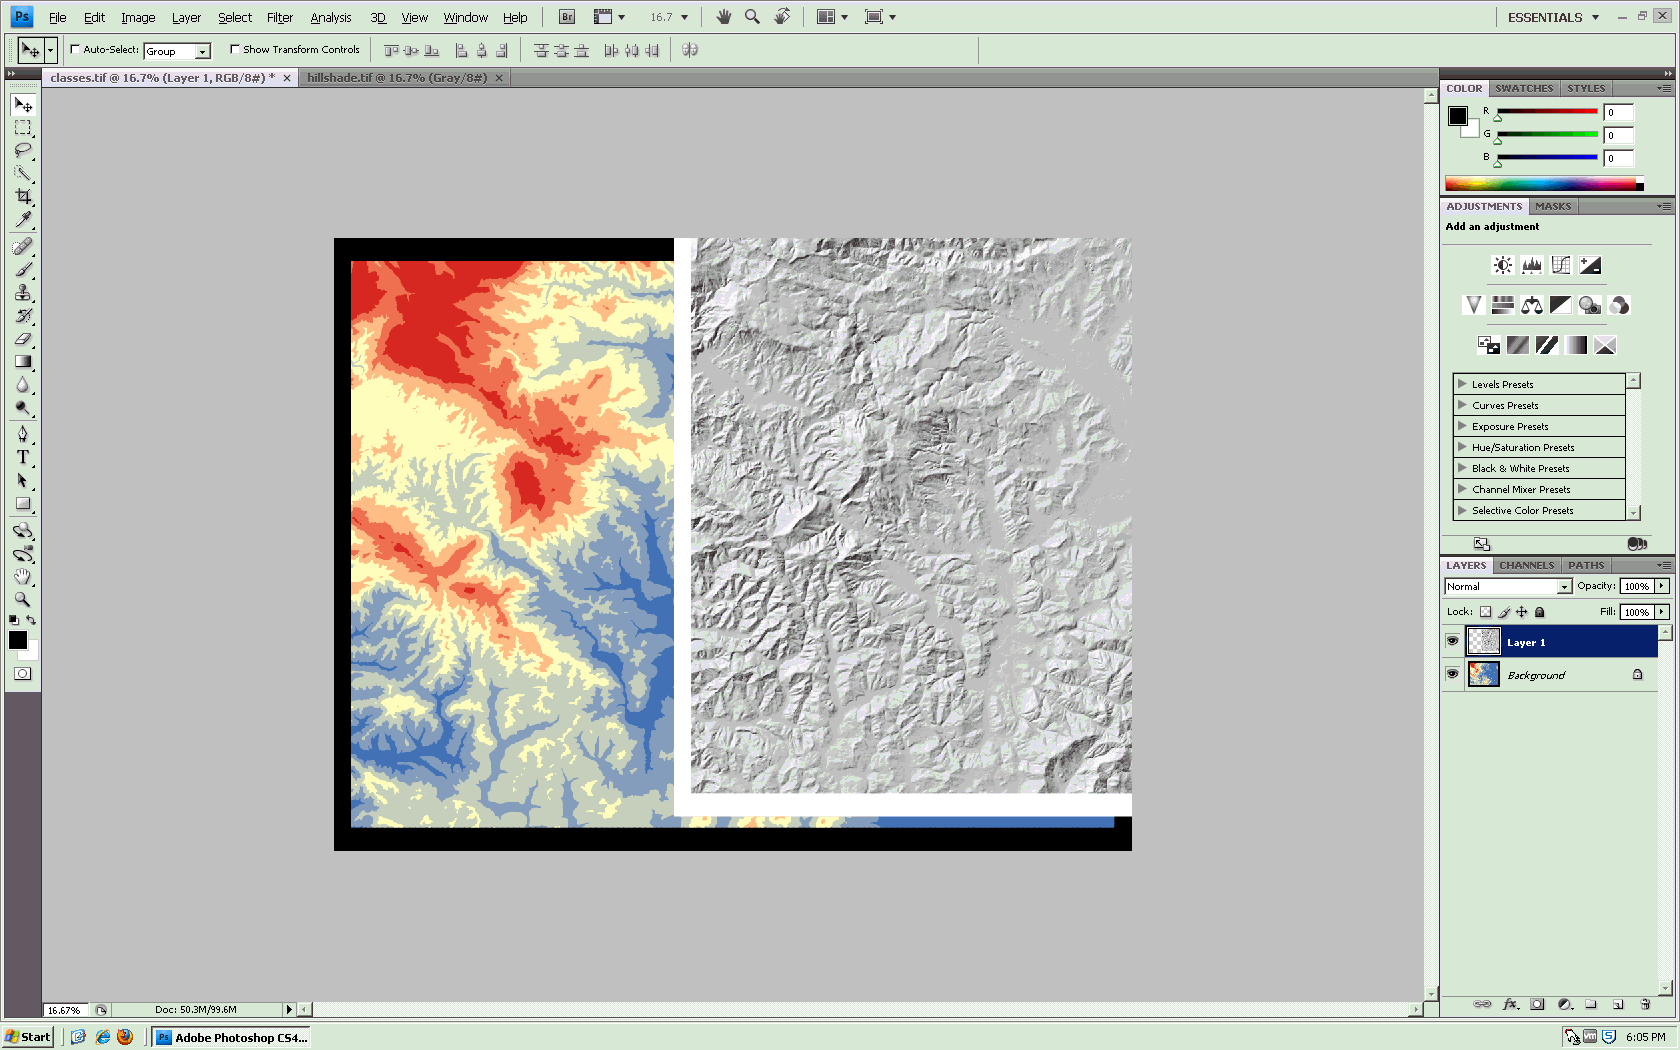 Ps File Edit Image Layer Select Filter Analysis 3D View Window Help Br 16.7 ESSENTIALS
Auto-Select: Group Show Transform Controls
classes.tif @ 16.7% (Layer 1, RGB/8#) * hillshade.tif @ 16.7% (Gray/8#)
COLOR SWATCHES STYLES
R 0
G 0
B 0
ADJUSTMENTS MASKS
Add an adjustment
Levels Presets
Curves Presets
Exposure Presets
Hue/Saturation Presets
Black & White Presets
Channel Mixer Presets
Selective Color Presets
LAYERS CHANNELS PATHS
Normal Opacity: 100%
Lock: Fill: 100%
Layer 1
Background
T
fx
16.67% Doc: 50.3M/99.6M
Start Ps Adobe Photoshop CS4... vm 6:05 PM